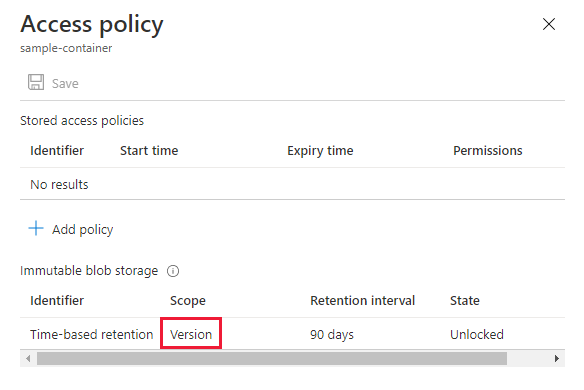 Access policy
sample-container
Save
Stored access policies
Identifier Start time Expiry time Permissions
No results
Add policy
Immutable blob storage
Identifier Scope Retention interval State
Time-based retention Version 90 days Unlocked